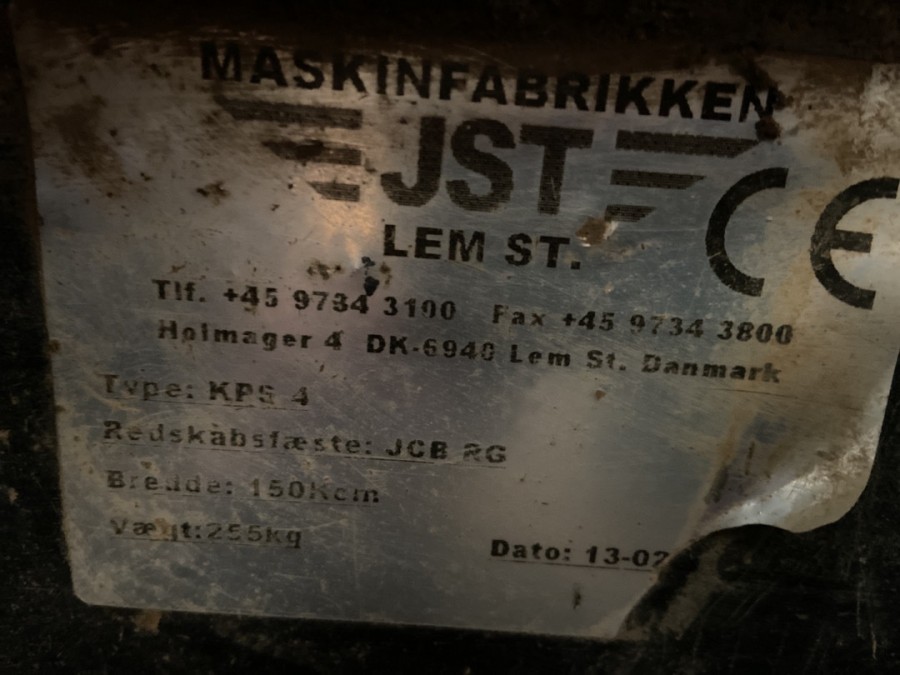 MASKINFABRIKKEN
JST
LEM ST.
CE
Tlf. +45 9734 3100 Fax +45 9734 3800
Holmager 4 DK-6940 Lem St. Danmark
Type: KPS 4
Redskabsfæste: JCB RG
Bredde: 150Kcm
Vægt:255kg
Dato: 13-02